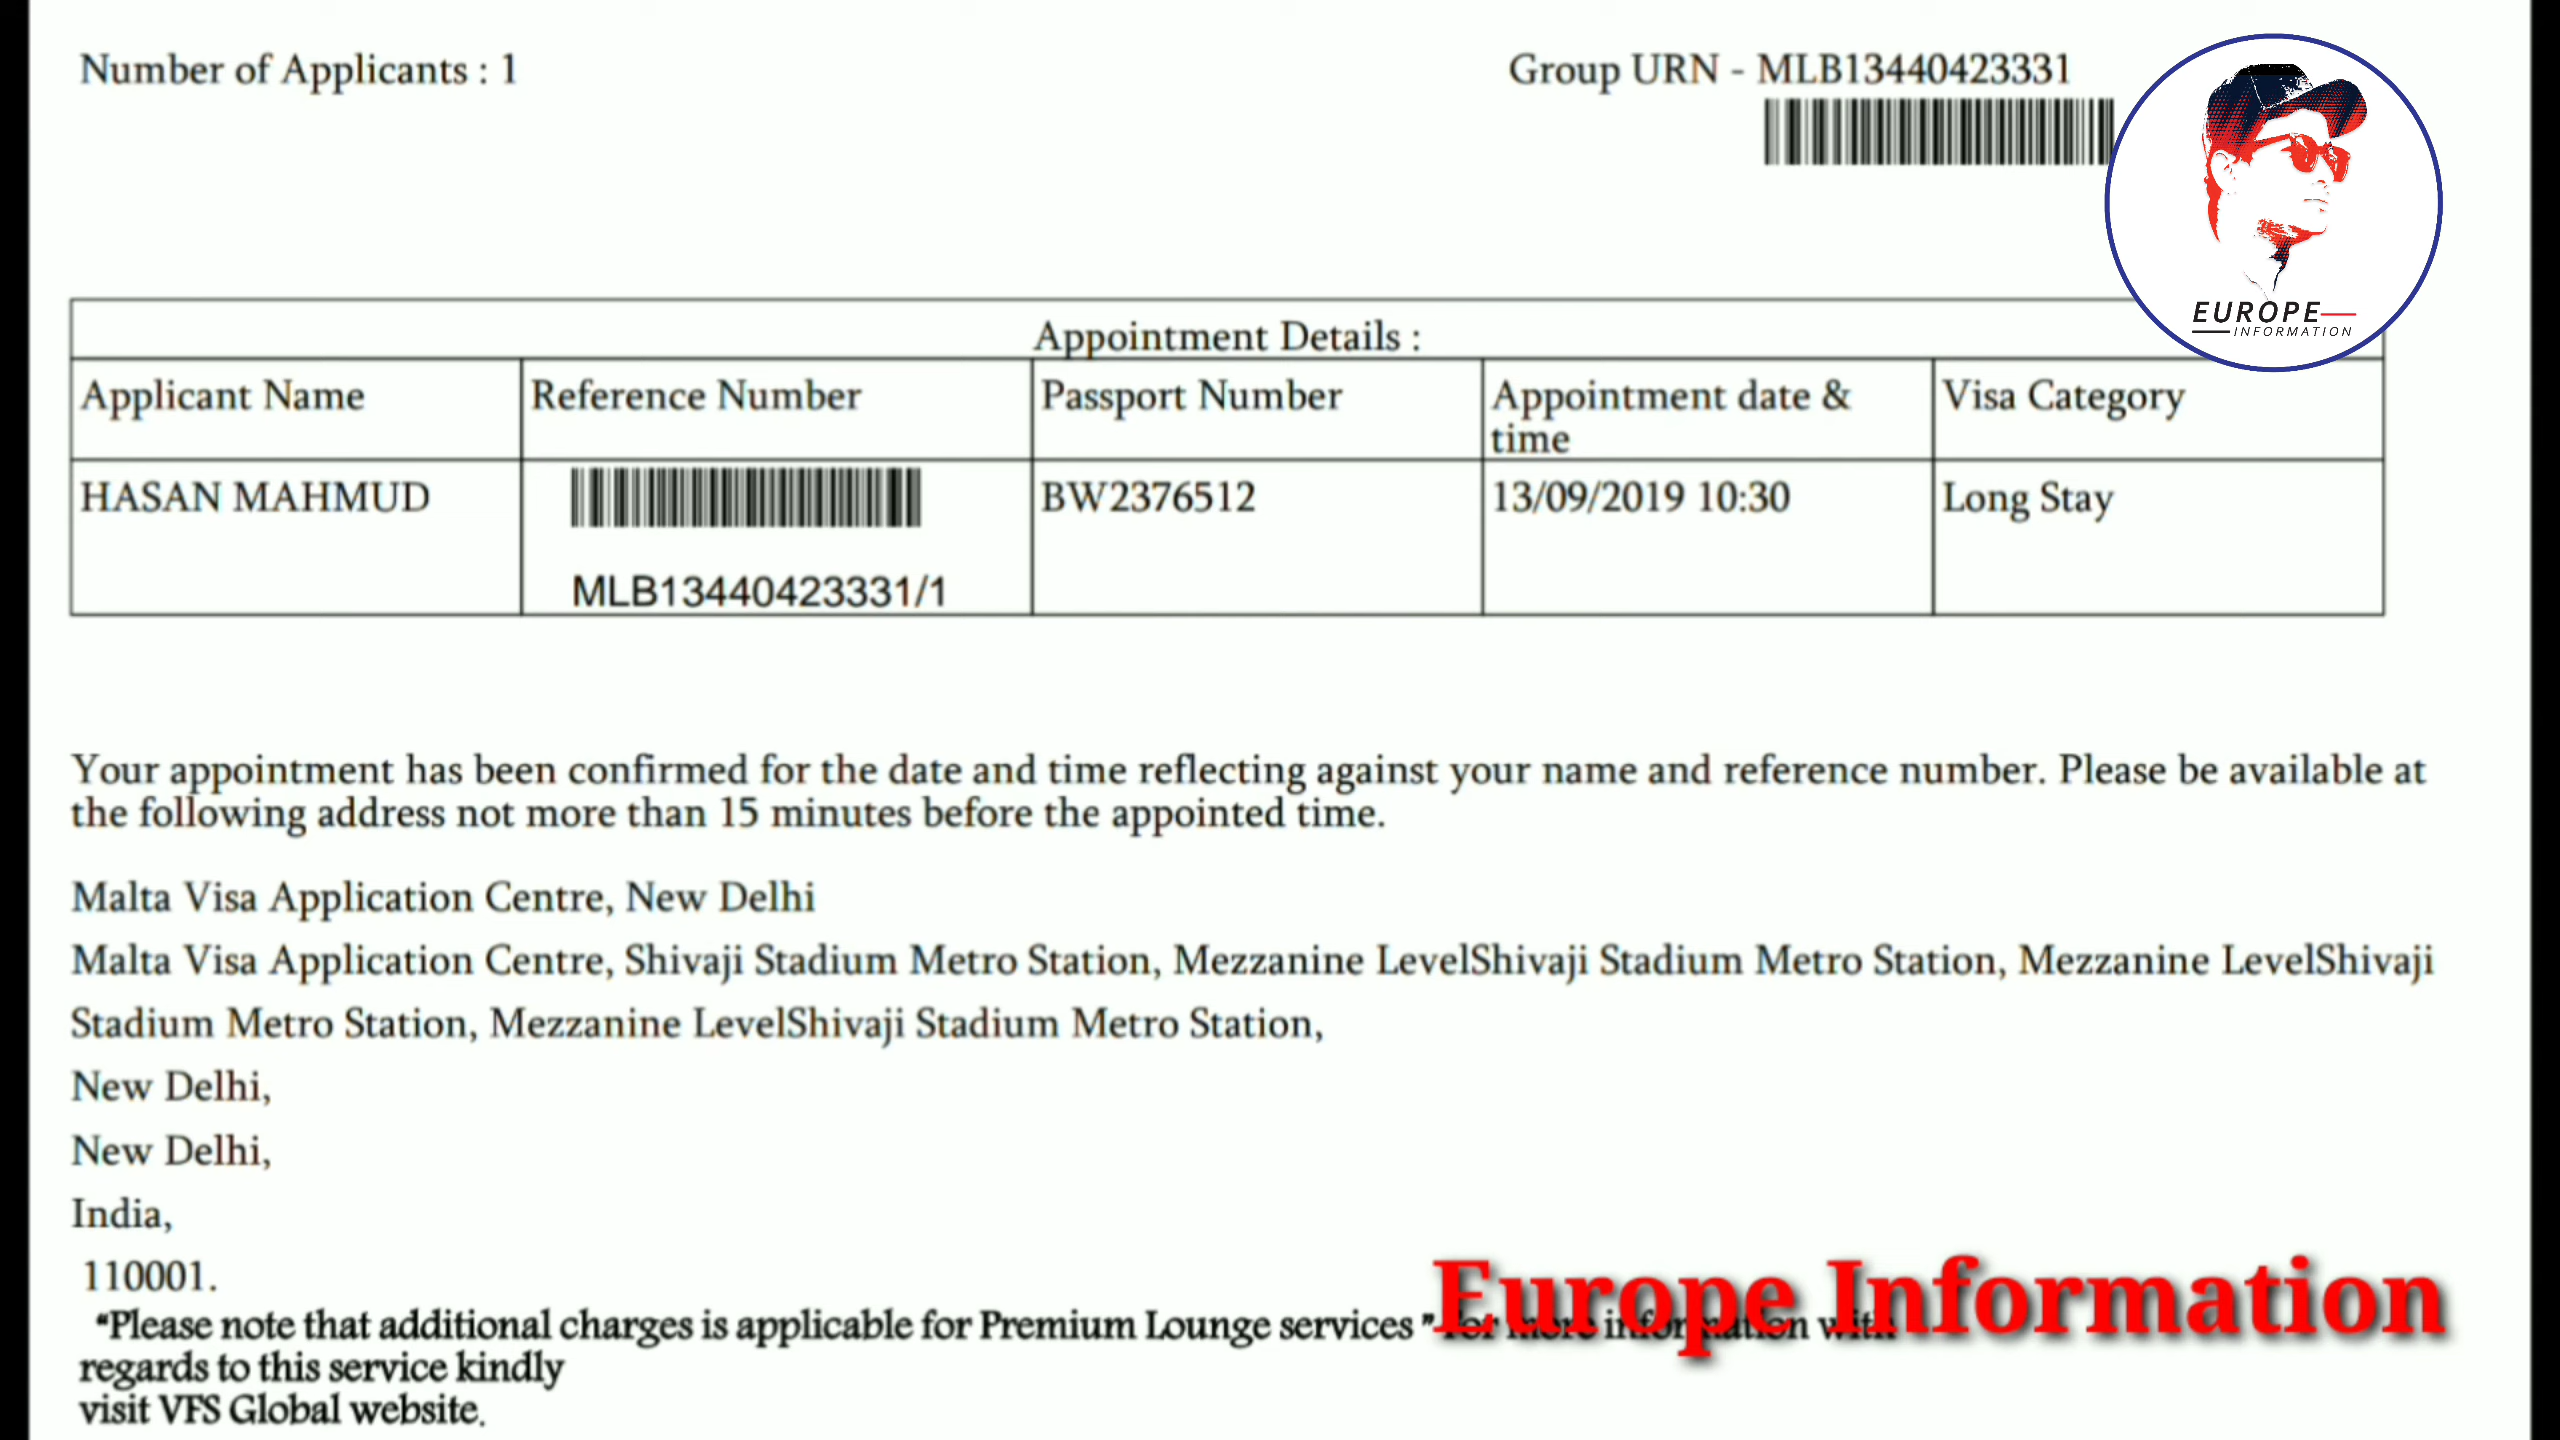 Number of Applicants : 1
Group URN - MLB13440423331
EUROPE
INFORMATION
Appointment Details :
Applicant Name
Reference Number
Passport Number
Appointment date &
time
Visa Category
HASAN MAHMUD
BW2376512
13/09/2019 10:30
Long Stay
MLB13440423331/1
Your appointment has been confirmed for the date and time reflecting against your name and reference number. Please be available at
the following address not more than 15 minutes before the appointed time.
Malta Visa Application Centre, New Delhi
Malta Visa Application Centre, Shivaji Stadium Metro Station, Mezzanine LevelShivaji Stadium Metro Station, Mezzanine LevelShivaji
Stadium Metro Station, Mezzanine LevelShivaji Stadium Metro Station,
New Delhi,
New Delhi,
India,
110001.
"Please note that additional charges is applicable for Premium Lounge services " for more information with
Europe Information
regards to this service kindly
visit VFS Global website.